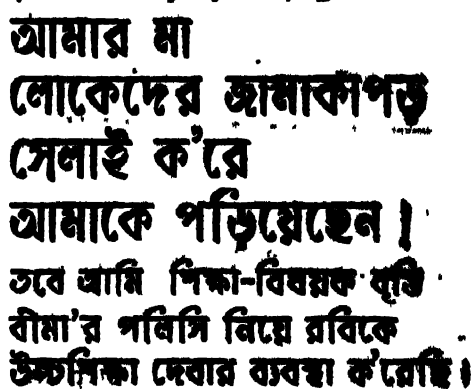 আমার মা
লোকেদের জামাকাপড়
সেলাই ক'রে
আমাকে পড়িয়েছেন।
তবে আমি শিক্ষা-বিষয়ক বৃত্তি
বীমা'র পলিসি নিয়ে রবিকে
উচ্চশিক্ষা দেবার ব্যবস্থা ক'রেছি।